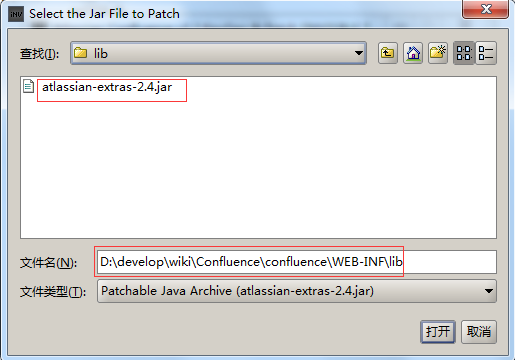 iNV Select the Jar File to Patch
查找(I): lib
atlassian-extras-2.4.jar
文件名(N): D:\develop\wiki\Confluence\confluence\WEB-INF\lib
文件类型(T): Patchable Java Archive (atlassian-extras-2.4.jar)
打开 取消